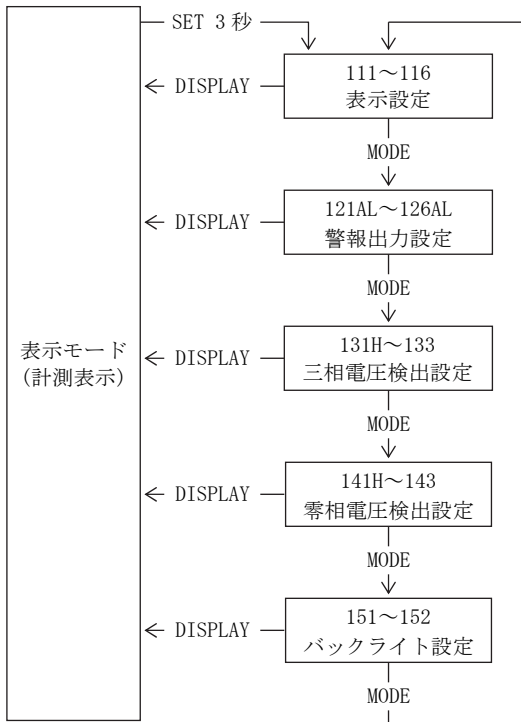 SET 3 秒
111～116
表示設定
DISPLAY
MODE
121AL～126AL
警報出力設定
DISPLAY
MODE
表示モード
(計測表示)
131H～133
三相電圧検出設定
DISPLAY
MODE
141H～143
零相電圧検出設定
DISPLAY
MODE
151～152
バックライト設定
DISPLAY
MODE